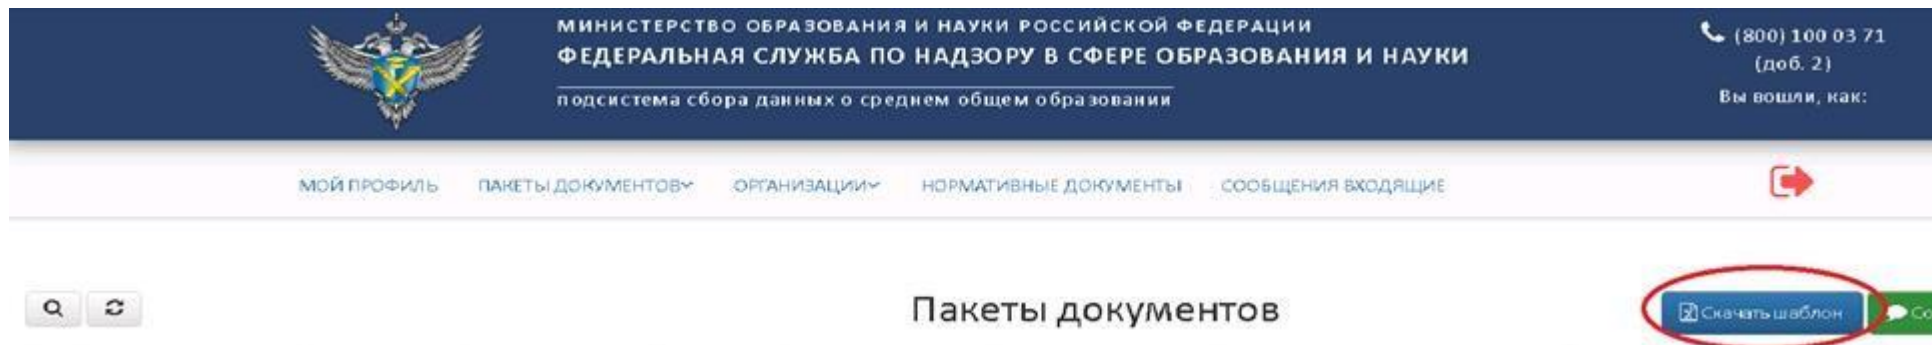 МИНИСТЕРСТВО ОБРАЗОВАНИЯ И НАУКИ РОССИЙСКОЙ ФЕДЕРАЦИИ
ФЕДЕРАЛЬНАЯ СЛУЖБА ПО НАДЗОРУ В СФЕРЕ ОБРАЗОВАНИЯ И НАУКИ
подсистема сбора данных о среднем общем образовании
(800) 100 03 71
(доб. 2)
Вы вошли, как:
МОЙ ПРОФИЛЬ ПАКЕТЫ ДОКУМЕНТОВ ОРГАНИЗАЦИИ НОРМАТИВНЫЕ ДОКУМЕНТЫ СООБЩЕНИЯ ВХОДЯЩИЕ
Пакеты документов
Скачать шаблон